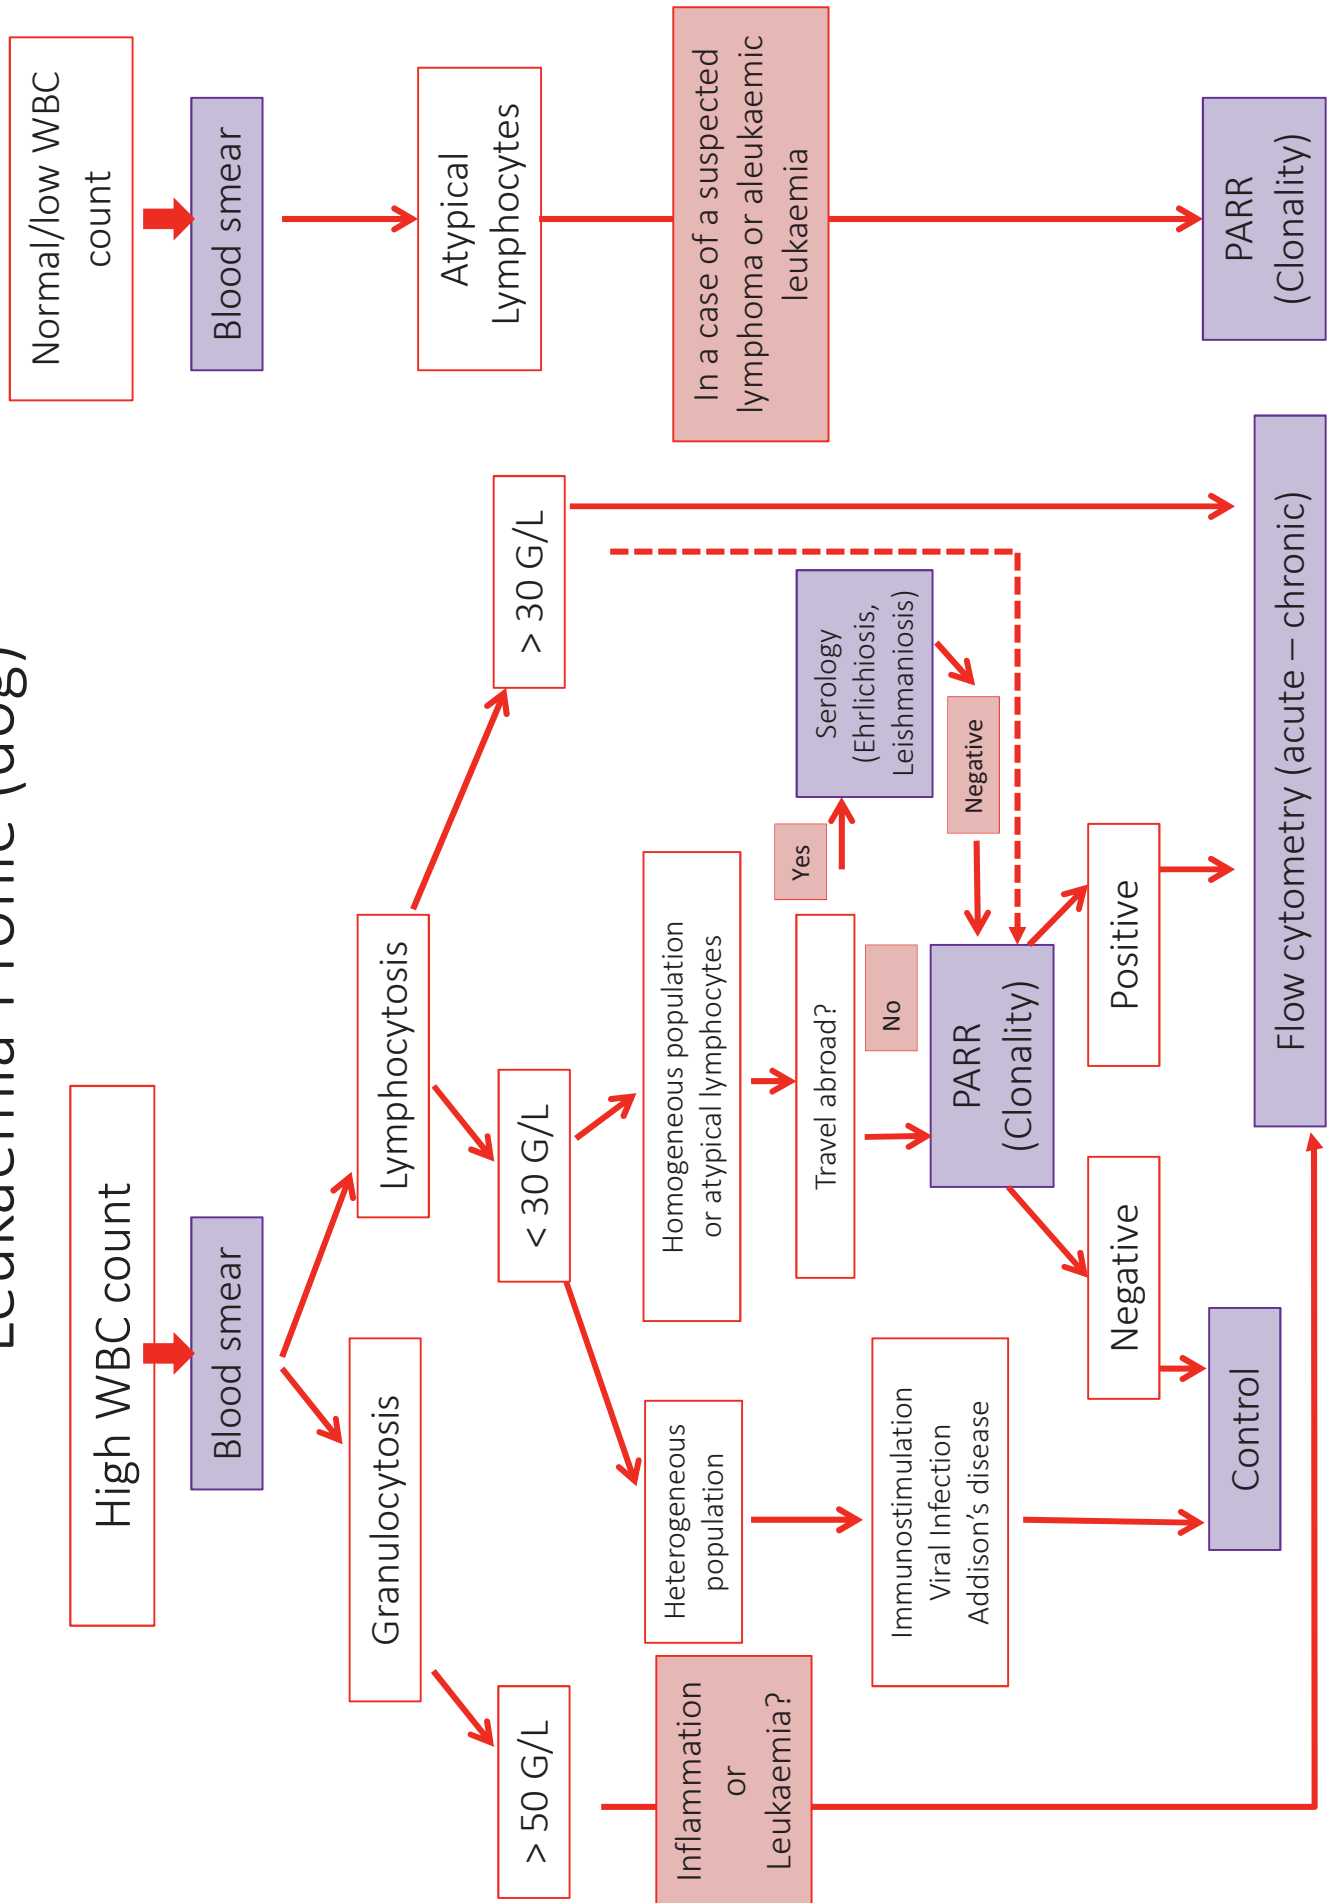 Leukaemia Profile (dog)
High WBC count
Normal/low WBC
count
Blood smear
Blood smear
Granulocytosis
Lymphocytosis
Atypical
Lymphocytes
> 50 G/L
< 30 G/L
> 30 G/L
Inflammation
or
Leukaemia?
Heterogeneous
population
Homogeneous population
or atypical lymphocytes
In a case of a suspected
lymphoma or aleukaemic
leukaemia
Travel abroad?
Yes
Serology
(Ehrlichiosis,
Leishmaniosis)
No
Negative
Immunostimulation
Viral Infection
Addison's disease
PARR
(Clonality)
Negative
Positive
Control
Flow cytometry (acute – chronic)
PARR
(Clonality)